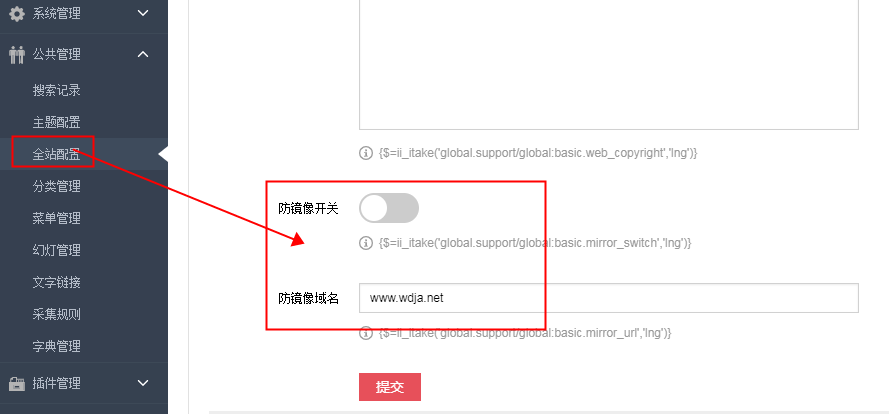 系统管理
公共管理
搜索记录
主题配置
全站配置
分类管理
菜单管理
幻灯管理
文字链接
采集规则
字典管理
插件管理
{$=ii_itake('global.support/global:basic.web_copyright','lng')}
防镜像开关
{$=ii_itake('global.support/global:basic.mirror_switch','lng')}
防镜像域名
www.wdja.net
{$=ii_itake('global.support/global:basic.mirror_url','lng')}
提交